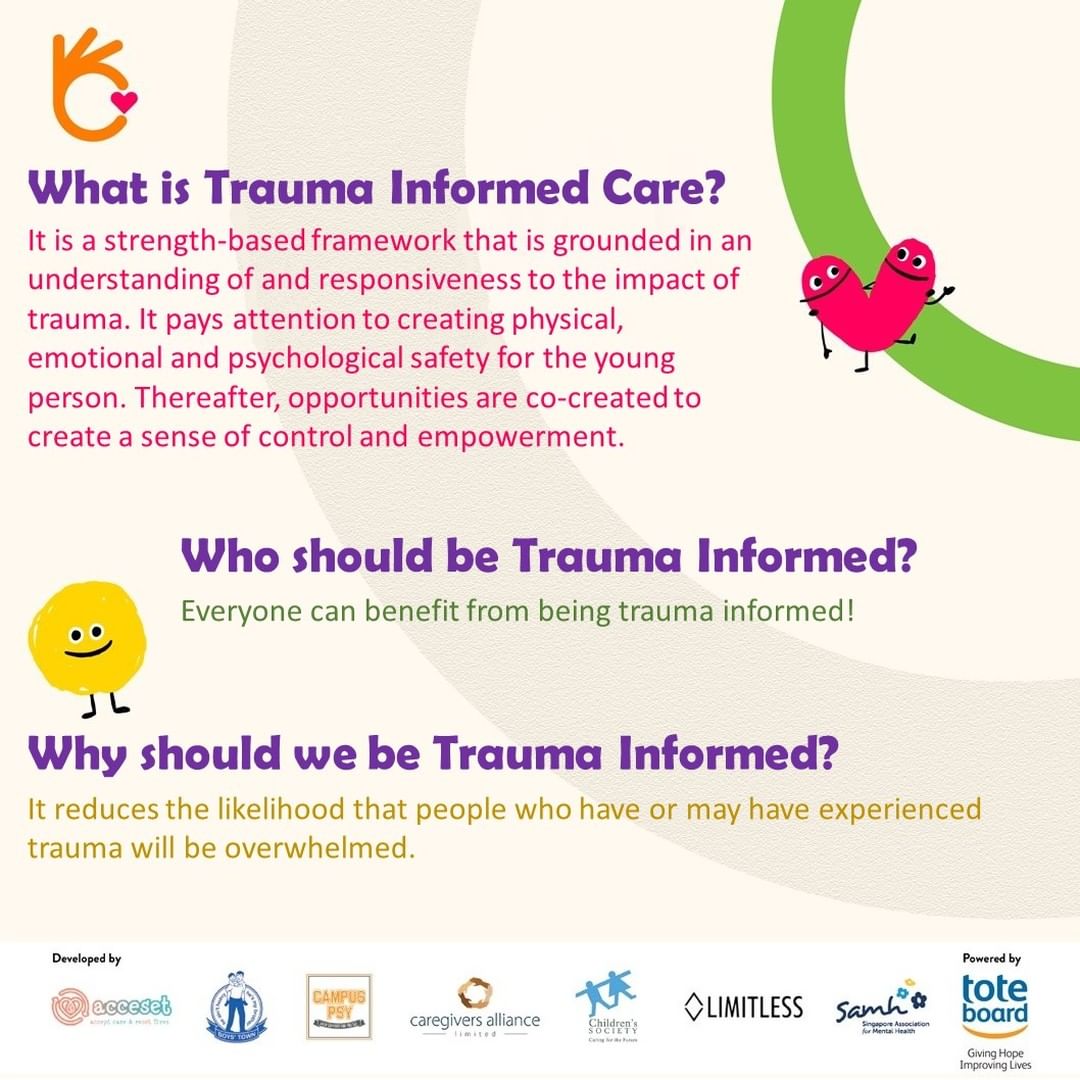 What is Trauma Informed Care?
It is a strength-based framework that is grounded in an
understanding of and responsiveness to the impact of
trauma. It pays attention to creating physical,
emotional and psychological safety for the young
person. Thereafter, opportunities are co-created to
create a sense of control and empowerment.
Who should be Trauma Informed?
Everyone can benefit from being trauma informed!
Why should we be Trauma Informed?
It reduces the likelihood that people who have or may have experienced
trauma will be overwhelmed.
Developed by
acceset
accept care & reset lives
BOYS' TOWN
CAMPUS
PSY
caregivers alliance
limited
Children's
SOCIETY
Caring for the Future
LIMITLESS
Samh
Singapore Association
for Mental Health
Powered by
tote
board
Giving Hope
Improving Lives